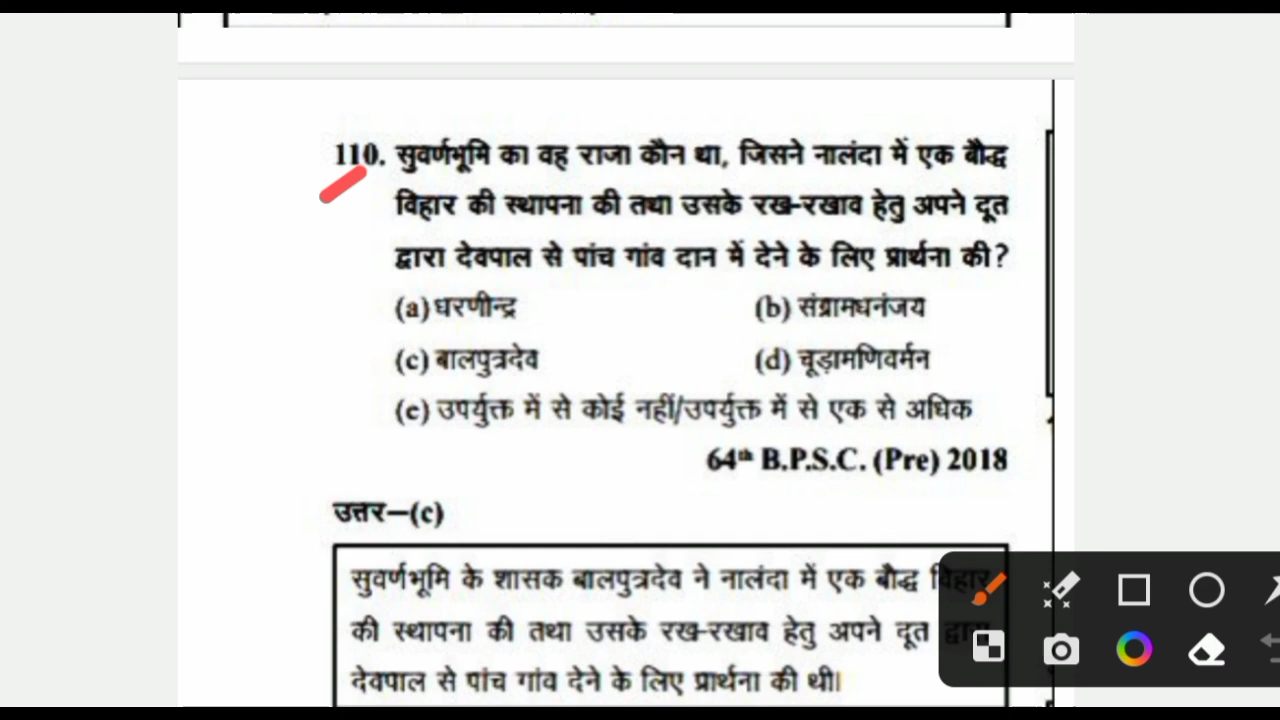 110. सुवर्णभूमि का वह राजा कौन था, जिसने नालंदा में एक बौद्ध
विहार की स्थापना की तथा उसके रख-रखाव हेतु अपने दूत
द्वारा देवपाल से पांच गांव दान में देने के लिए प्रार्थना की?
(a) धरणीन्द्र (b) संग्रामधनंजय
(c) बालपुत्रदेव (d) चूड़ामणिवर्मन
(e) उपर्युक्त में से कोई नहीं/उपर्युक्त में से एक से अधिक
64th B.P.S.C. (Pre) 2018
उत्तर–(c)
सुवर्णभूमि के शासक बालपुत्रदेव ने नालंदा में एक बौद्ध विहार
की स्थापना की तथा उसके रख-रखाव हेतु अपने दूत द्वारा
देवपाल से पांच गांव देने के लिए प्रार्थना की थी।